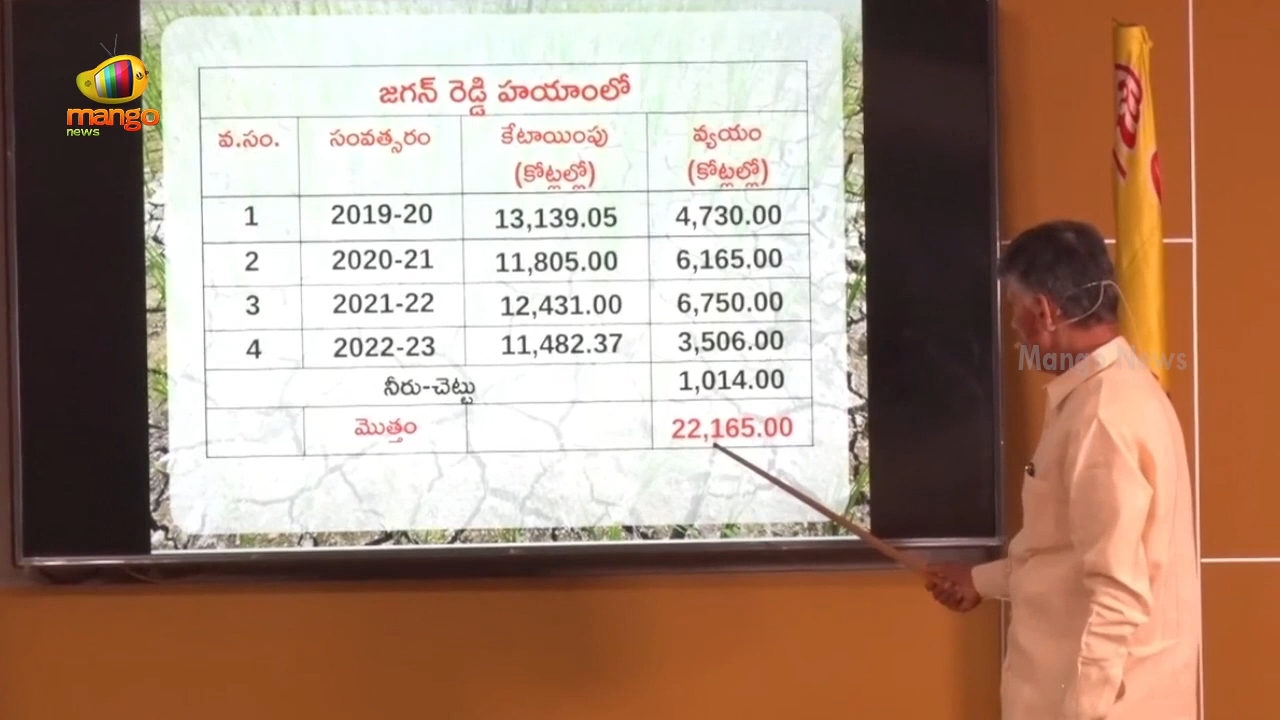 mango
news
జగన్ రెడ్డి హయాంలో
వ.సం. సంవత్సరం కేటాయింపు (కోట్లల్లో) వ్యయం (కోట్లల్లో)
1 2019-20 13,139.05 4,730.00
2 2020-21 11,805.00 6,165.00
3 2021-22 12,431.00 6,750.00
4 2022-23 11,482.37 3,506.00
నీరు-చెట్టు 1,014.00
మొత్తం 22,165.00
Mango News